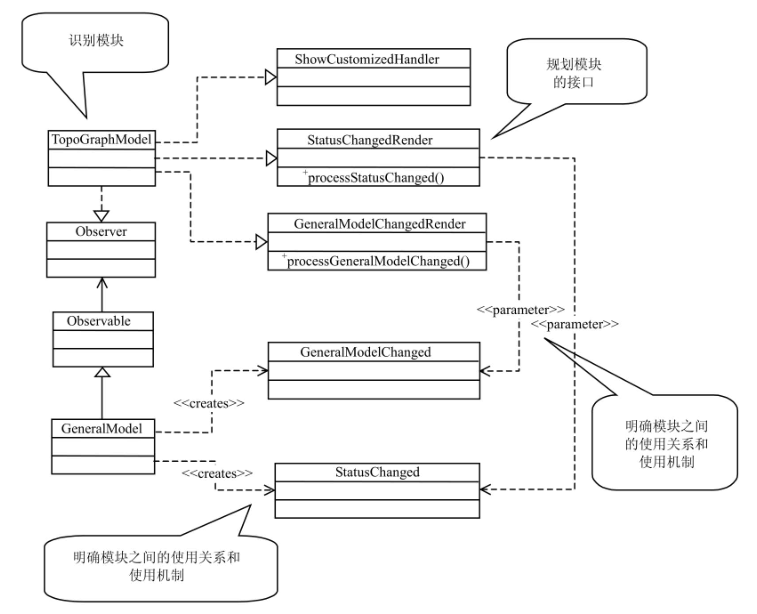 识别模块
ShowCustomizedHandler
规划模块
的接口
TopoGraphModel
StatusChangedRender
+processStatusChanged()
GeneralModelChangedRender
+processGeneralModelChanged()
Observer
<<parameter>>
<<parameter>>
Observable
GeneralModelChanged
<<creates>>
GeneralModel
<<creates>>
StatusChanged
明确模块之间
的使用关系和
使用机制
明确模块之间的使用关系和
使用机制